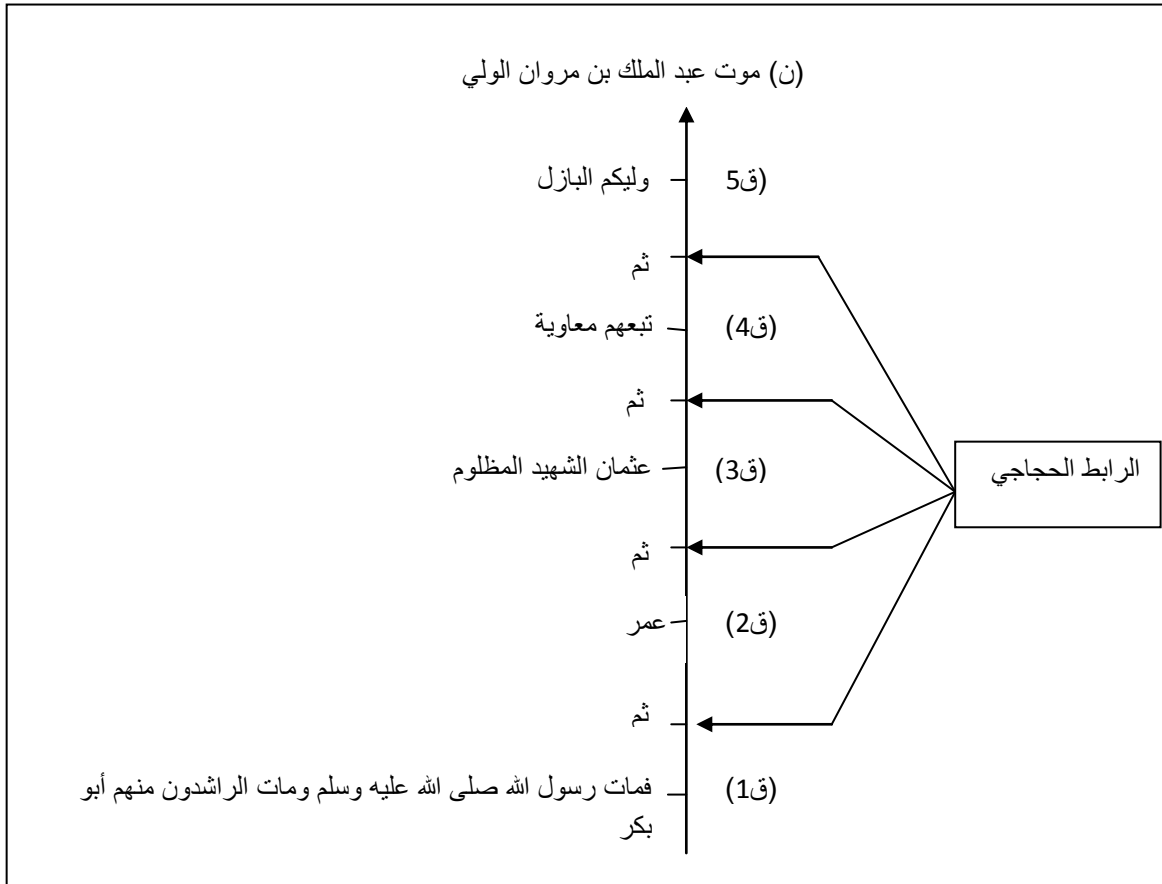 (ن) موت عبد الملك بن مروان الولي
(ق5 وليكم البازل
ثم
(ق4) تبعهم معاوية
ثم
الرابط الحجاجي
(ق3) عثمان الشهيد المظلوم
ثم
(ق2) عمر
ثم
(ق1) فمات رسول الله صلى الله عليه وسلم ومات الراشدون منهم أبو
بكر